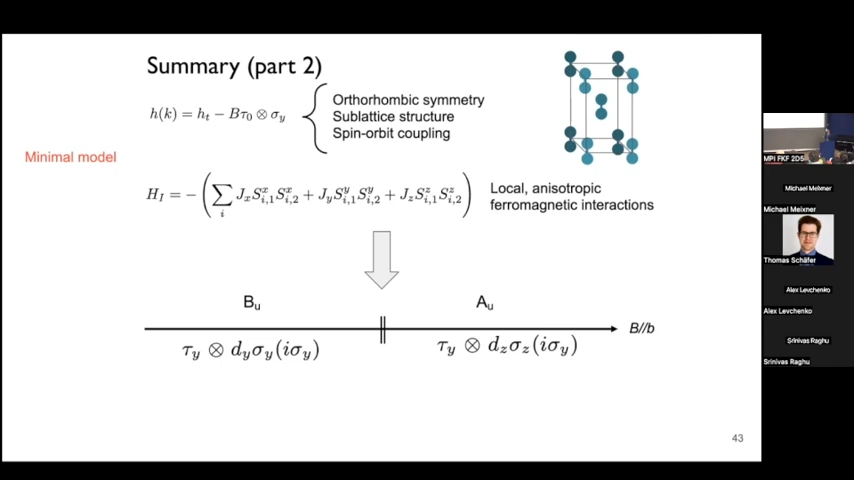 Summary (part 2)
h(k) = h_t − Bτ_0 ⊗ σ_y
Orthorhombic symmetry
Sublattice structure
Spin-orbit coupling
Minimal model
H_I = −(∑_i J_x S^x_{i,1} S^x_{i,2} + J_y S^y_{i,1} S^y_{i,2} + J_z S^z_{i,1} S^z_{i,2})
Local, anisotropic
ferromagnetic interactions
B_u
A_u
B//b
τ_y ⊗ d_y σ_y(iσ_y)
τ_y ⊗ d_z σ_z(iσ_y)
43
MPI FKF 2D5
Michael Meixner
Michael Meixner
Thomas Schäfer
Alex Levchenko
Alex Levchenko
Srinivas Raghu
Srinivas Raghu